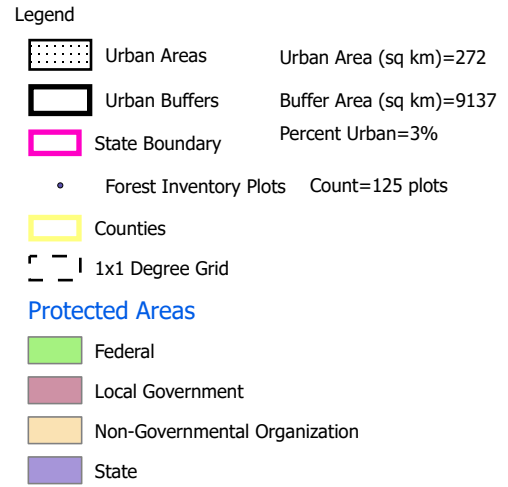 Legend
Urban Areas Urban Area (sq km)=272
Urban Buffers Buffer Area (sq km)=9137
State Boundary Percent Urban=3%
Forest Inventory Plots Count=125 plots
Counties
1x1 Degree Grid
Protected Areas
Federal
Local Government
Non-Governmental Organization
State